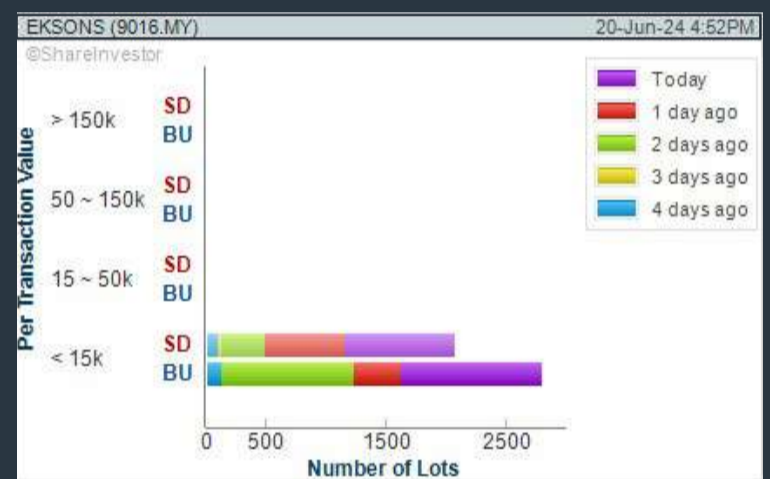 EKSONS (9016.MY) 20-Jun-24 4:52PM
©ShareInvestor
Today
1 day ago
2 days ago
3 days ago
4 days ago
Per Transaction Value
> 150k
SD
BU
50 ~ 150k
SD
BU
15 ~ 50k
SD
BU
< 15k
SD
BU
0 500 1500 2500
Number of Lots